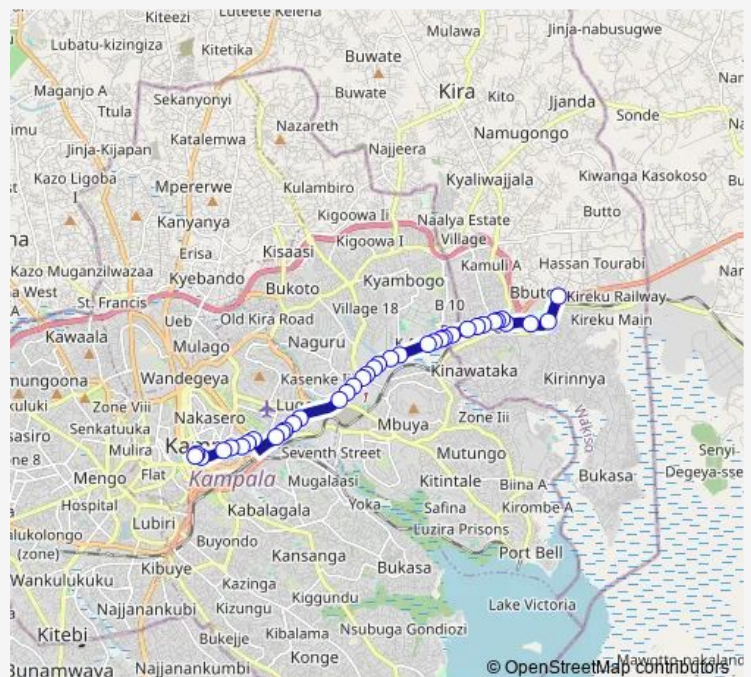 Kiteezi
Luteete Kelena
Mulawa
Jinja-nabusugwe
Lubatu-kizingiza
Kitetika
Buwate
Maganjo A
Sekanyonyi
Buwate
Kira
Kito
Jjanda
Ttula
Sonde
Nazareth
Namugongo
Jinja-Kijapan
Katalemwa
Najjeera
Kazo Ligoba
I
Mpererwe
Kulambiro
Kyaliwajjala
Kiwanga Kasokoso
Kanyanya
Kigoowa Ii
Naalya Estate
Village
Butto
Erisa
Kisaasi
Kigoowa I
Kamuli A
Hassan Tourabi
Kazo Muganzilwazaa
Kyebando
Kyambogo
St. Francis
Bukoto
Village 18
B 10
Kireku Railway
Kawaala
Ueb
Old Kira Road
Kireku Main
Mulago
Naguru
Wandegeya
Kinawataka
Kirinnya
Zone Viii
Nakasero
Mbuya
Zone Iii
Senkatuuka
Wakiso
Mulira
Seventh Street
Mutungo
Senyi
Mengo
Flat
Kampala
Mugalaasi
Kitintale
Biina A
Bukasa
Degeya-sse
Hospital
Kabalagala
Yoka
Safina
Kirombe A
Lubiri
Luzira Prisons
(zone)
Buyondo
Kibuye
Kansanga
Bukasa
Port Bell
Wankulukuku
Kazinga
Najjanankubi
Kizungu
Kiggundu
Lake Victoria
Kitebi
Bukejje
Kibalama
Nsubuga Gondiozi
Bunamwaya
Najjanankumbi
Konge
© OpenStreetMap contributors